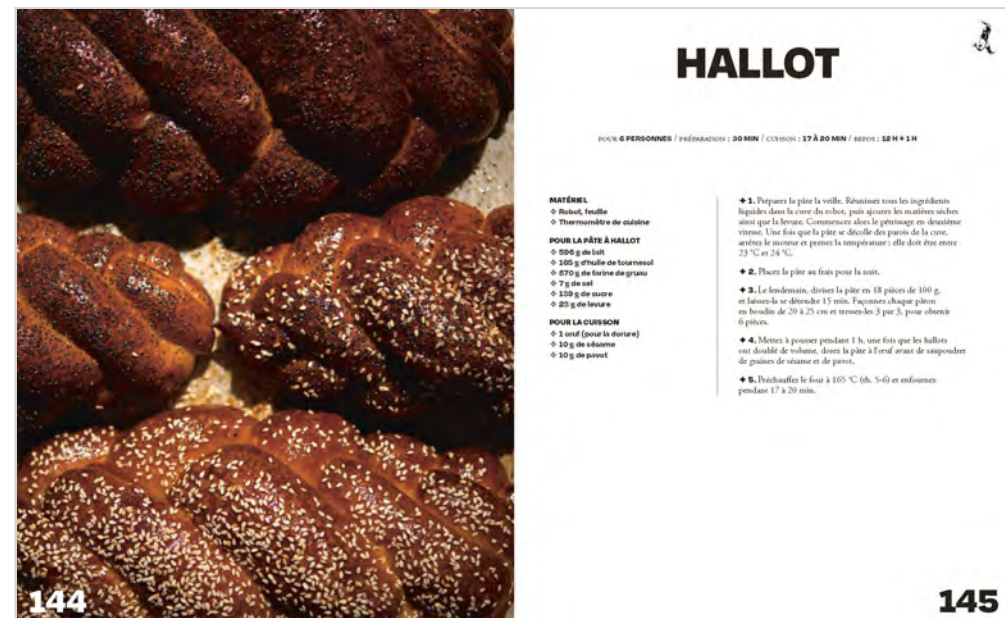 HALLOT
POUR 6 PERSONNES / PRÉPARATION : 30 MIN / CUISSON : 17 À 20 MIN / REPOS : 12 H + 1 H
MATÉRIEL
Robot, feuille
Thermomètre de cuisine
POUR LA PÂTE À HALLOT
596 g de lait
165 g d'huile de tournesol
870 g de farine de gruau
7 g de sel
139 g de sucre
23 g de levure
POUR LA CUISSON
1 œuf (pour la dorure)
10 g de sésame
10 g de pavot
1. Préparez la pâte la veille. Réunissez tous les ingrédients
liquides dans la cuve du robot, puis ajoutez les matières sèches
ainsi que la levure. Commencez alors le pétrissage en deuxième
vitesse. Une fois que la pâte se décolle des parois de la cuve,
arrêtez le moteur et prenez la température : elle doit être entre
23 °C et 24 °C.
2. Placez la pâte au frais pour la nuit.
3. Le lendemain, divisez la pâte en 18 pièces de 100 g,
et laissez-la se détendre 15 min. Façonnez chaque pâton
en boudins de 20 à 25 cm et tressez-les 3 par 3, pour obtenir
6 pièces.
4. Mettez à pousser pendant 1 h, une fois que les hallots
ont doublé de volume, dorez la pâte à l'œuf avant de saupoudrer
de graines de sésame et de pavot.
5. Préchauffez le four à 165 °C (th. 5-6) et enfournez
pendant 17 à 20 min.
144
145